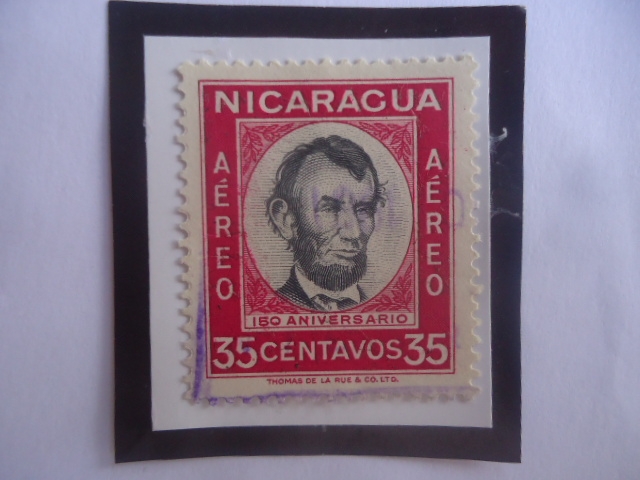 NICARAGUA
AÉREO
AÉREO
150 ANIVERSARIO
35 CENTAVOS 35
THOMAS DE LA RUE & CO. LTD.